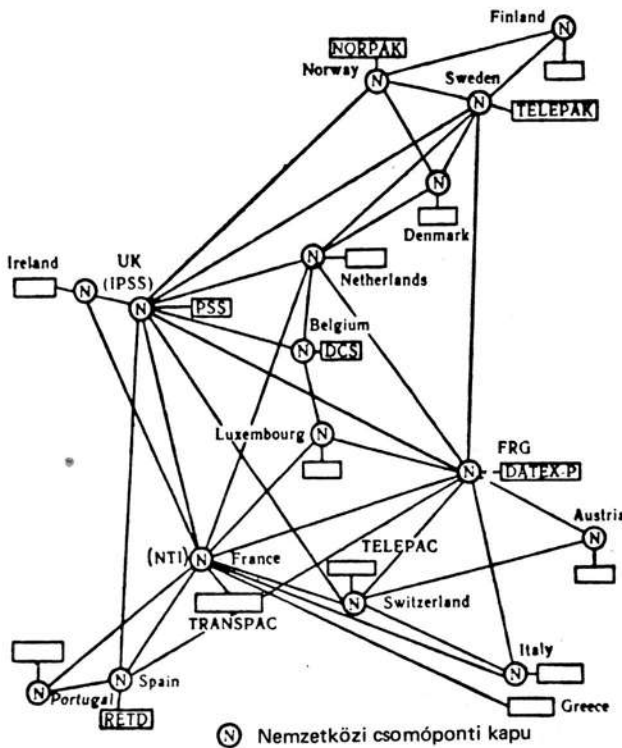 Finland
NORPAK
Norway
Sweden
N
N
N
TELEPAK
N
Denmark
UK
Ireland
(IPSS)
N
Netherlands
N
N
PSS
Belgium
N
DCS
Luxembourg
N
FRG
N
DATEX-P
Austria
N
(NTI)
N
France
TELEPAC
TRANSPAC
N
Switzerland
Italy
N
N
Portugal
N
Spain
RETD
Greece
N Nemzetközi csomóponti kapu